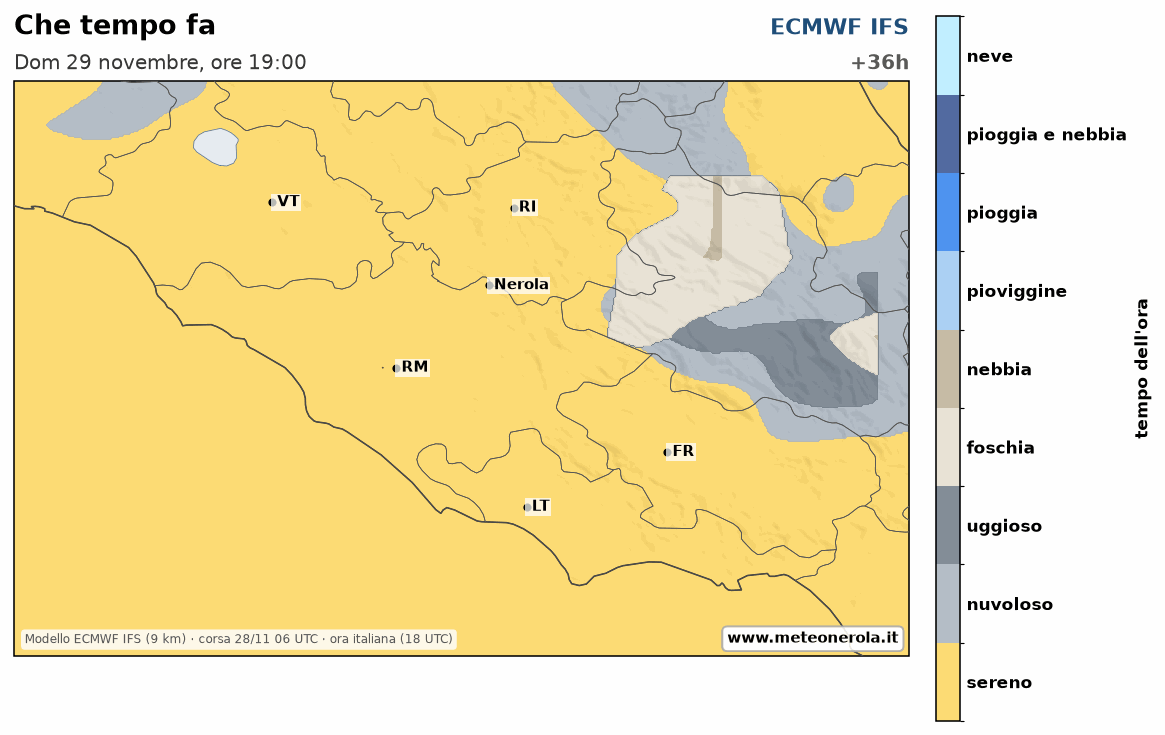 Che tempo fa
ECMWF IFS
Dom 29 novembre, ore 19:00
+36h
VT
RI
Nerola
RM
FR
LT
Modello ECMWF IFS (9 km) · corsa 28/11 06 UTC · ora italiana (18 UTC)
www.meteonerola.it
neve
pioggia e nebbia
pioggia
pioviggine
nebbia
foschia
uggioso
nuvoloso
sereno
tempo dell'ora